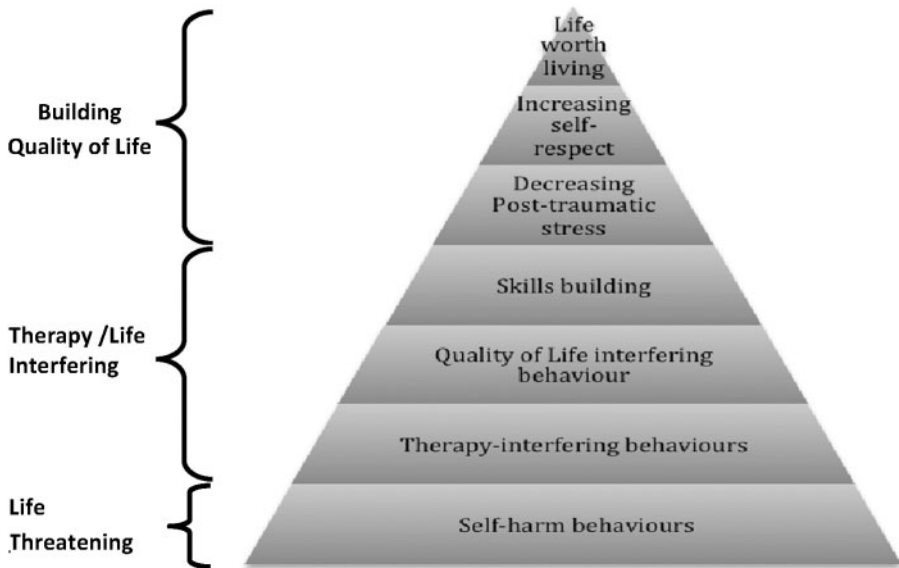 Life
worth
living
Building
Quality of Life
Increasing
self-
respect
Decreasing
Post-traumatic
stress
Skills building
Therapy /Life
Interfering
Quality of Life interfering
behaviour
Therapy-interfering behaviours
Life
Threatening
Self-harm behaviours